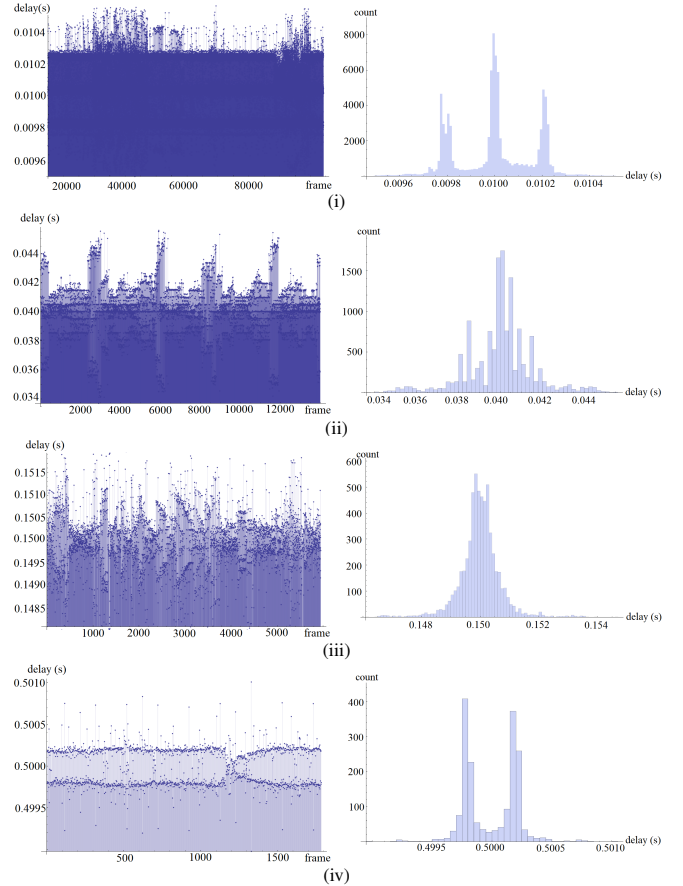 delay(s)
0.0104
0.0102
0.0100
0.0098
0.0096
20000 40000 60000 80000 frame
count
8000
6000
4000
2000
0.0096 0.0098 0.0100 0.0102 0.0104 delay (s)
(i)
delay (s)
0.044
0.042
0.040
0.038
0.036
0.034
2000 4000 6000 8000 10000 12000 frame
count
1500
1000
500
0.034 0.036 0.038 0.040 0.042 0.044 delay (s)
(ii)
delay (s)
0.1515
0.1510
0.1505
0.1500
0.1495
0.1490
0.1485
1000 2000 3000 4000 5000 frame
count
600
500
400
300
200
100
0.148 0.150 0.152 0.154 delay (s)
(iii)
delay (s)
0.5010
0.5005
0.5000
0.4995
500 1000 1500 frame
count
400
300
200
100
0.4995 0.5000 0.5005 0.5010 delay (s)
(iv)